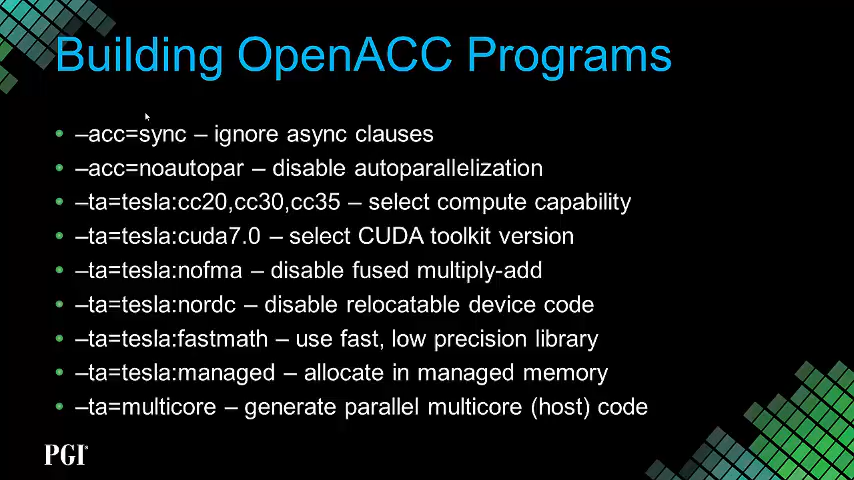 Building OpenACC Programs
–acc=sync – ignore async clauses
–acc=noautopar – disable autoparallelization
–ta=tesla:cc20,cc30,cc35 – select compute capability
–ta=tesla:cuda7.0 – select CUDA toolkit version
–ta=tesla:nofma – disable fused multiply-add
–ta=tesla:nordc – disable relocatable device code
–ta=tesla:fastmath – use fast, low precision library
–ta=tesla:managed – allocate in managed memory
–ta=multicore – generate parallel multicore (host) code
PGI